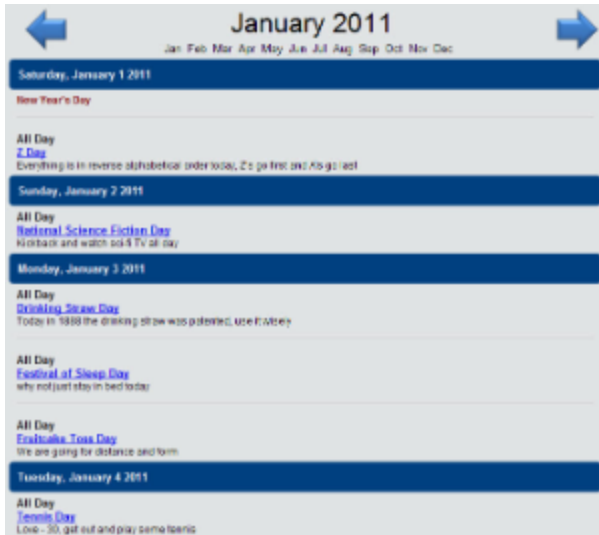 January 2011
Jan Feb Mar Apr May Jun Jul Aug Sep Oct Nov Dec
Saturday, January 1 2011
New Year's Day
All Day
Z Day
Everything is in reverse alphabetical order today, Z's go first and A's go last
Sunday, January 2 2011
All Day
National Science Fiction Day
Kickback and watch sci-fi TV all day
Monday, January 3 2011
All Day
Drinking Straw Day
Today in 1888 the drinking straw was patented, use it wisely
All Day
Festival of Sleep Day
why not just stay in bed today
All Day
Fruitcake Toss Day
We are going for distance and form
Tuesday, January 4 2011
All Day
Tennis Day
Love - 30, get out and play some tennis